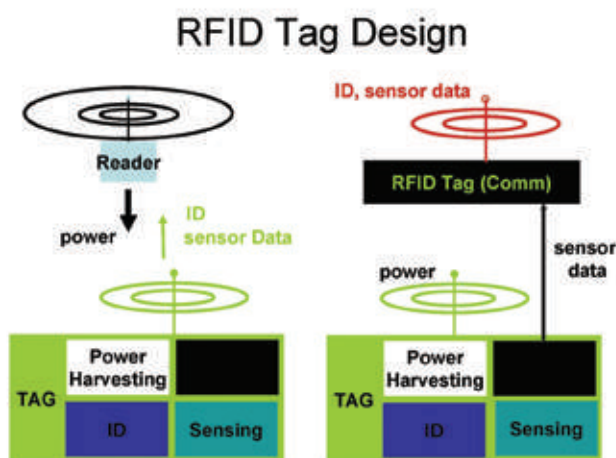 RFID Tag Design
Reader
power
ID
sensor Data
Power
Harvesting
TAG
ID
Sensing
ID, sensor data
RFID Tag (Comm)
sensor
data
power
Power
Harvesting
TAG
ID
Sensing